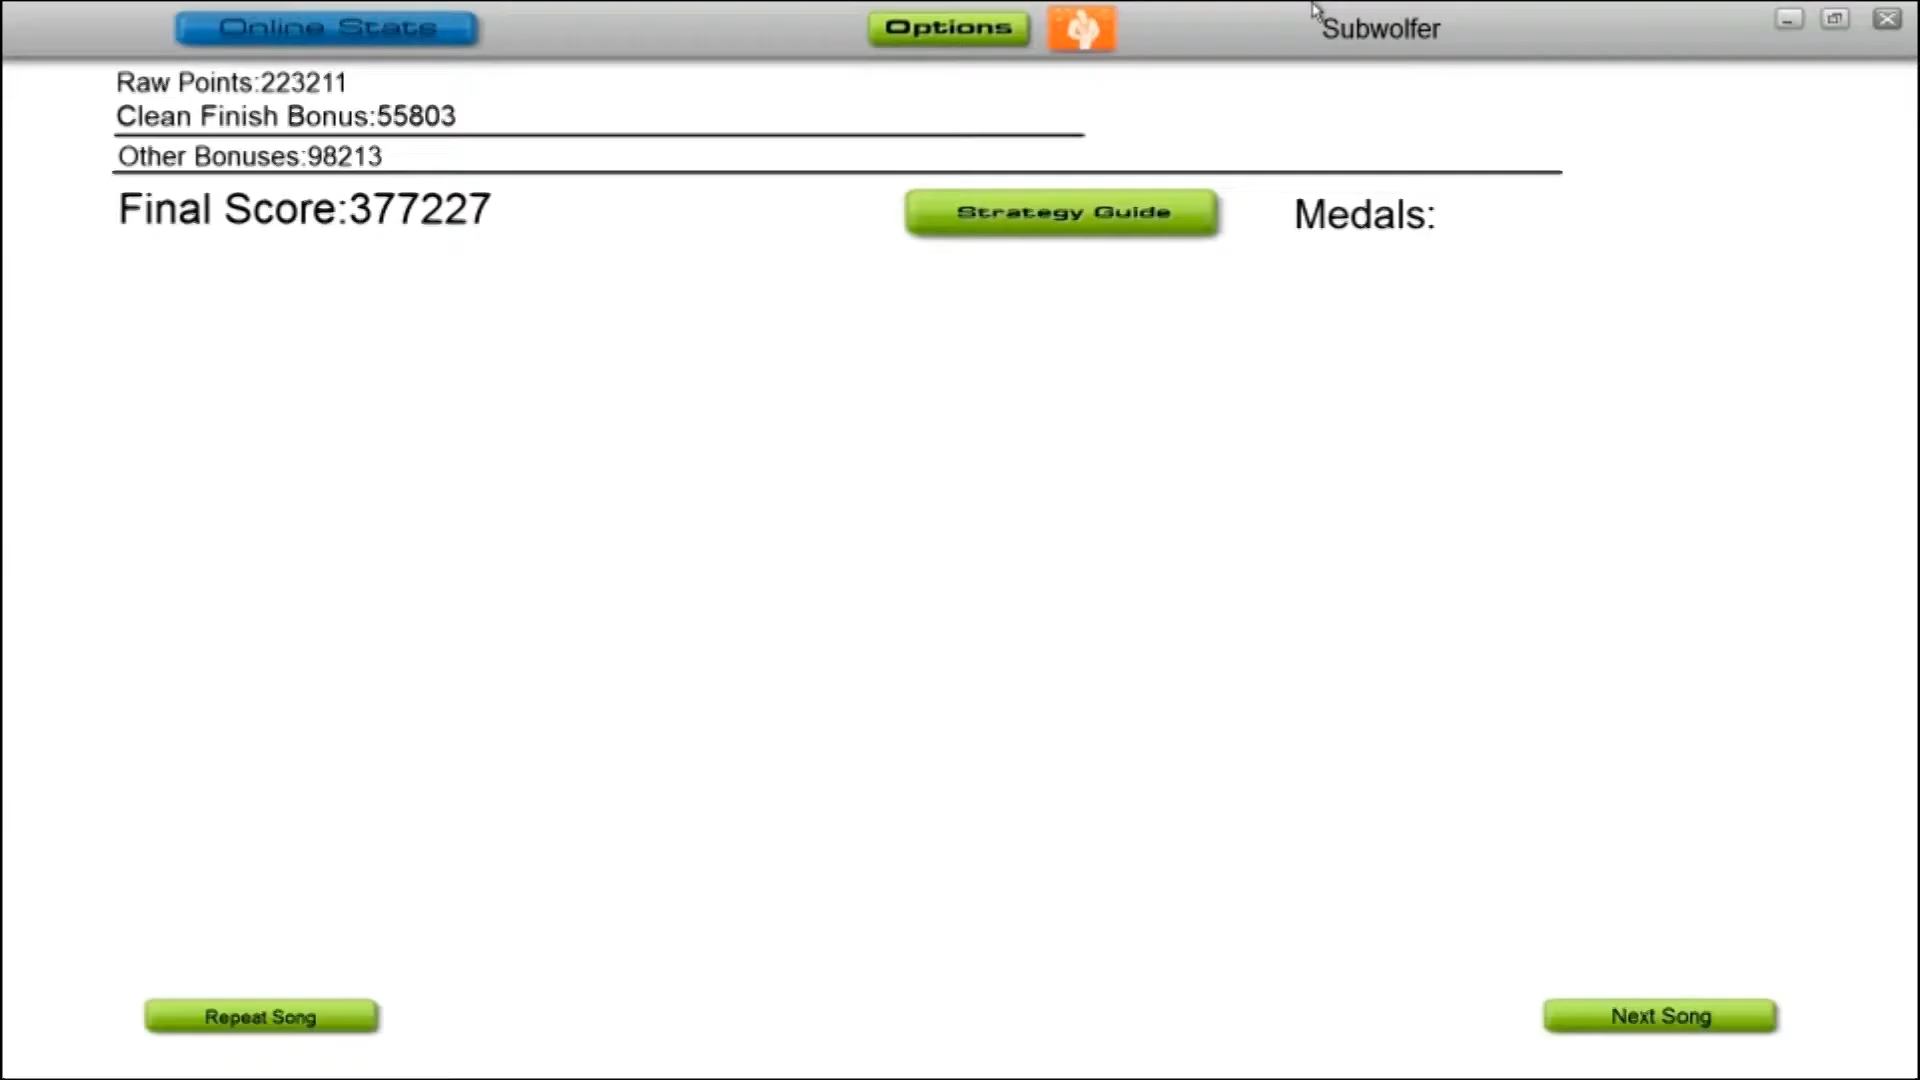 Online Stats
Options
Subwolfer
Raw Points:223211
Clean Finish Bonus:55803
Other Bonuses:98213
Final Score:377227
Strategy Guide
Medals:
Repeat Song
Next Song